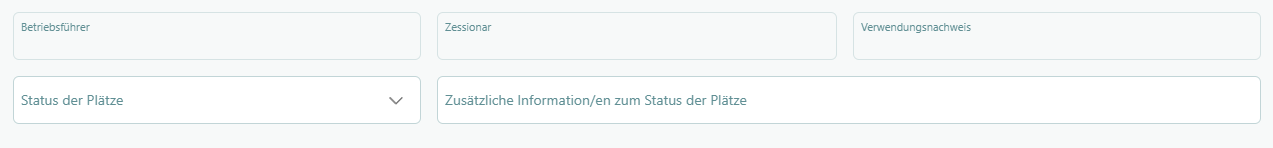 Betriebsführer
Zessionar
Verwendungsnachweis
Status der Plätze
Zusätzliche Information/en zum Status der Plätze